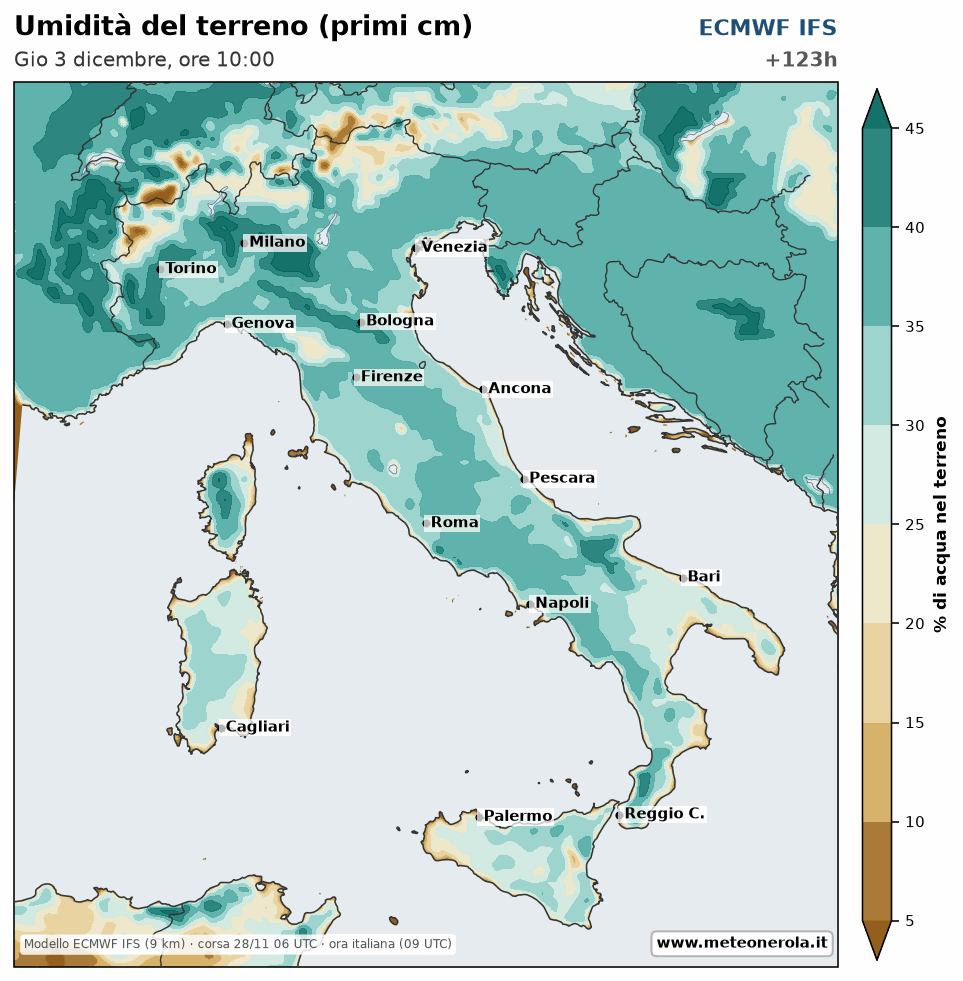 Umidità del terreno (primi cm)
ECMWF IFS
Gio 3 dicembre, ore 10:00
+123h
Milano
Venezia
Torino
Genova
Bologna
Firenze
Ancona
Pescara
Roma
Bari
Napoli
Cagliari
Palermo
Reggio C.
45
40
35
30
25
20
15
10
5
% di acqua nel terreno
Modello ECMWF IFS (9 km) · corsa 28/11 06 UTC · ora italiana (09 UTC)
www.meteonerola.it